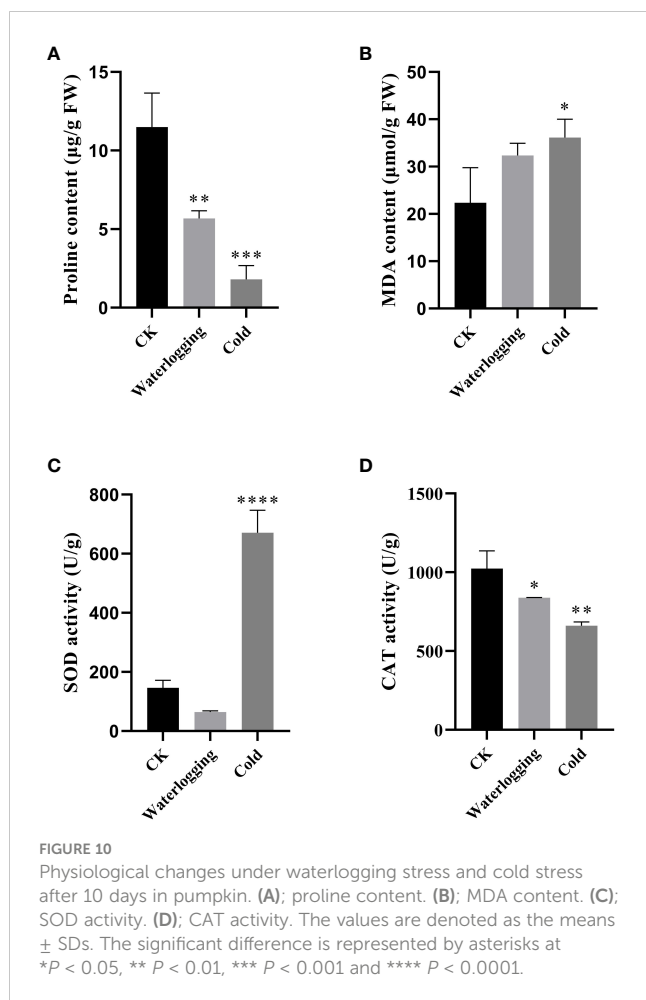 A
Proline content (µg/g FW)
15
10
5
0
**
***
CK
Waterlogging
Cold
B
MDA content (µmol/g FW)
50
40
30
20
10
0
*
CK
Waterlogging
Cold
C
SOD activity (U/g)
800
600
400
200
0
****
CK
Waterlogging
Cold
D
CAT activity (U/g)
1500
1000
500
0
*
**
CK
Waterlogging
Cold
FIGURE 10
Physiological changes under waterlogging stress and cold stress
after 10 days in pumpkin. (A); proline content. (B); MDA content. (C);
SOD activity. (D); CAT activity. The values are denoted as the means
± SDs. The significant difference is represented by asterisks at
*P < 0.05, ** P < 0.01, *** P < 0.001 and **** P < 0.0001.